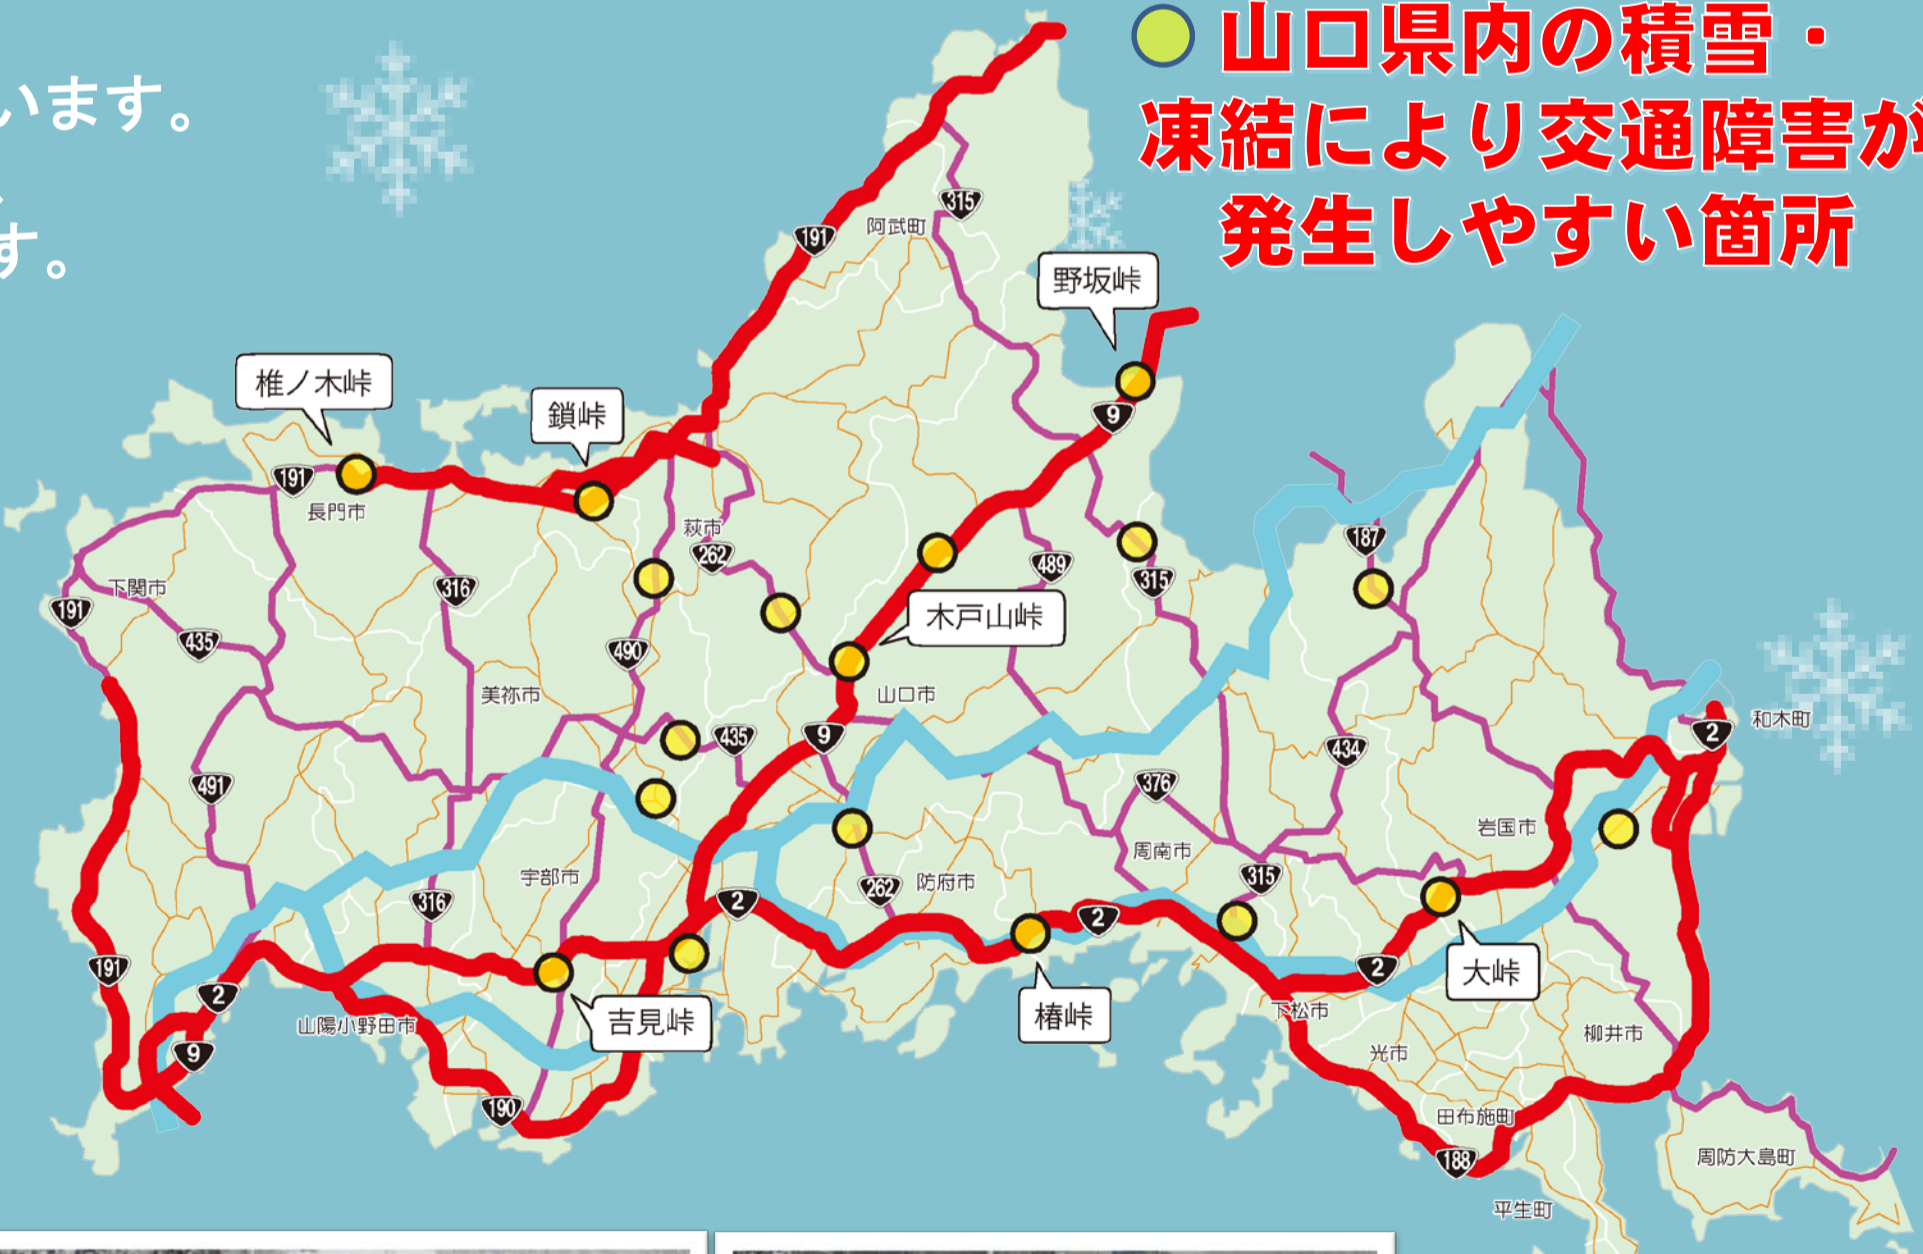 います。
す。
山口県内の積雪・
凍結により交通障害が
発生しやすい箇所
191
315
阿武町
野坂峠
9
椎ノ木峠
鎖峠
191
長門市
萩市
262
489
315
187
下関市
191
316
435
490
木戸山峠
美祢市
山口市
435
9
434
和木町
2
491
376
岩国市
周南市
宇部市
316
2
262
防府市
315
2
191
2
大峠
2
山陽小野田市
吉見峠
椿峠
下松市
柳井市
9
光市
190
田布施町
188
周防大島町
平生町